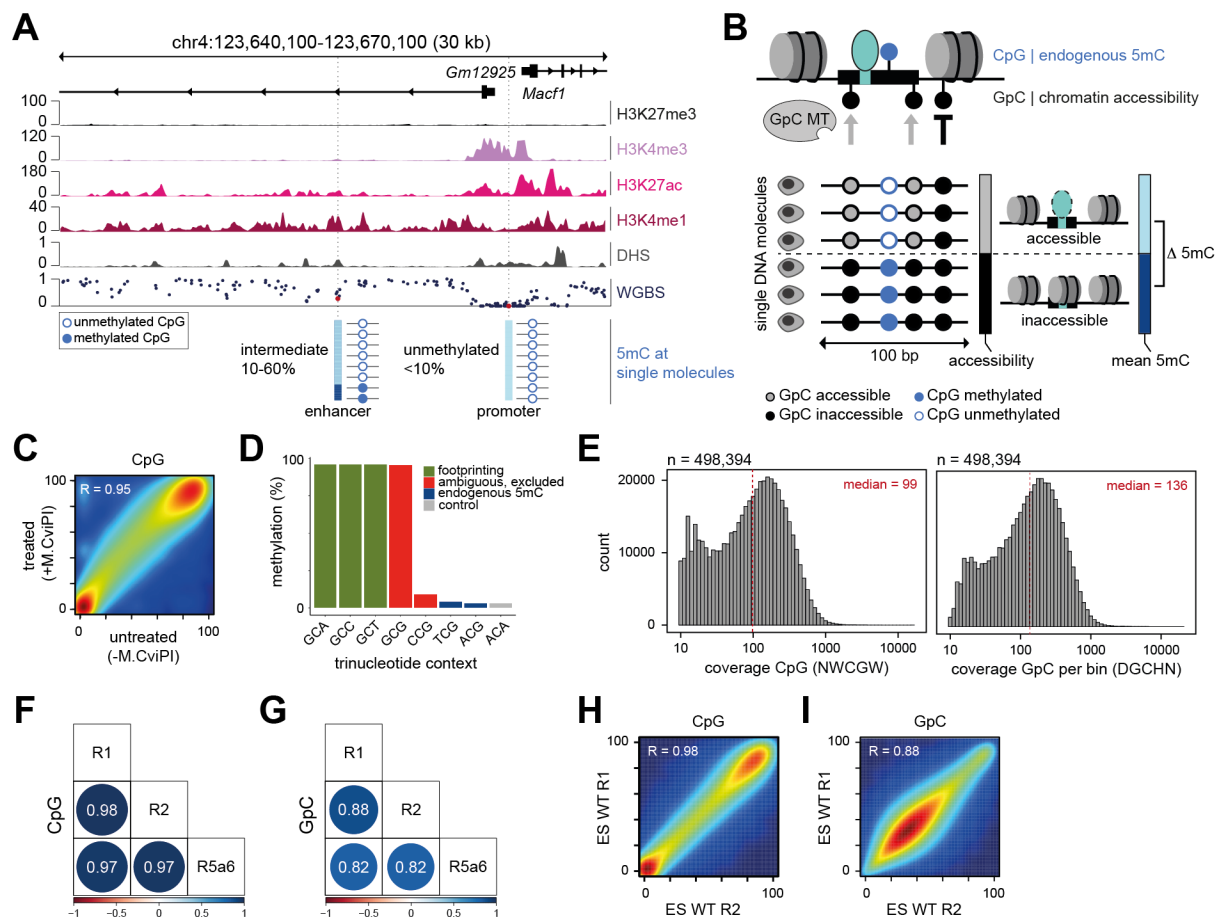 A
chr4:123,640,100-123,670,100 (30 kb)
Gm12925
Macf1
100
0
H3K27me3
120
0
H3K4me3
180
0
H3K27ac
40
0
H3K4me1
1
0
DHS
1
0
WGBS
unmethylated CpG
methylated CpG
intermediate
10-60%
unmethylated
<10%
5mC at
single molecules
enhancer
promoter
B
CpG | endogenous 5mC
GpC | chromatin accessibility
GpC MT
single DNA molecules
accessible
inaccessible
Δ 5mC
100 bp
accessibility
mean 5mC
GpC accessible
CpG methylated
GpC inaccessible
CpG unmethylated
C
CpG
R = 0.95
100
0
treated
(+M.CviPI)
0
100
untreated
(-M.CviPI)
D
100
0
methylation (%)
footprinting
ambiguous, excluded
endogenous 5mC
control
GCA
GCC
GCT
GCG
CCG
TCG
ACG
ACA
trinucleotide context
E
n = 498,394
median = 99
20000
10000
0
count
10
100
1000
10000
coverage CpG (NWCGW)
n = 498,394
median = 136
10
100
1000
10000
coverage GpC per bin (DGCHN)
F
CpG
R1
0.98
R2
0.97
0.97
R5a6
−1
−0.5
0
0.5
1
G
GpC
R1
0.88
R2
0.82
0.82
R5a6
−1
−0.5
0
0.5
1
H
CpG
R = 0.98
100
0
ES WT R1
0
100
ES WT R2
I
GpC
R = 0.88
100
0
ES WT R1
0
100
ES WT R2